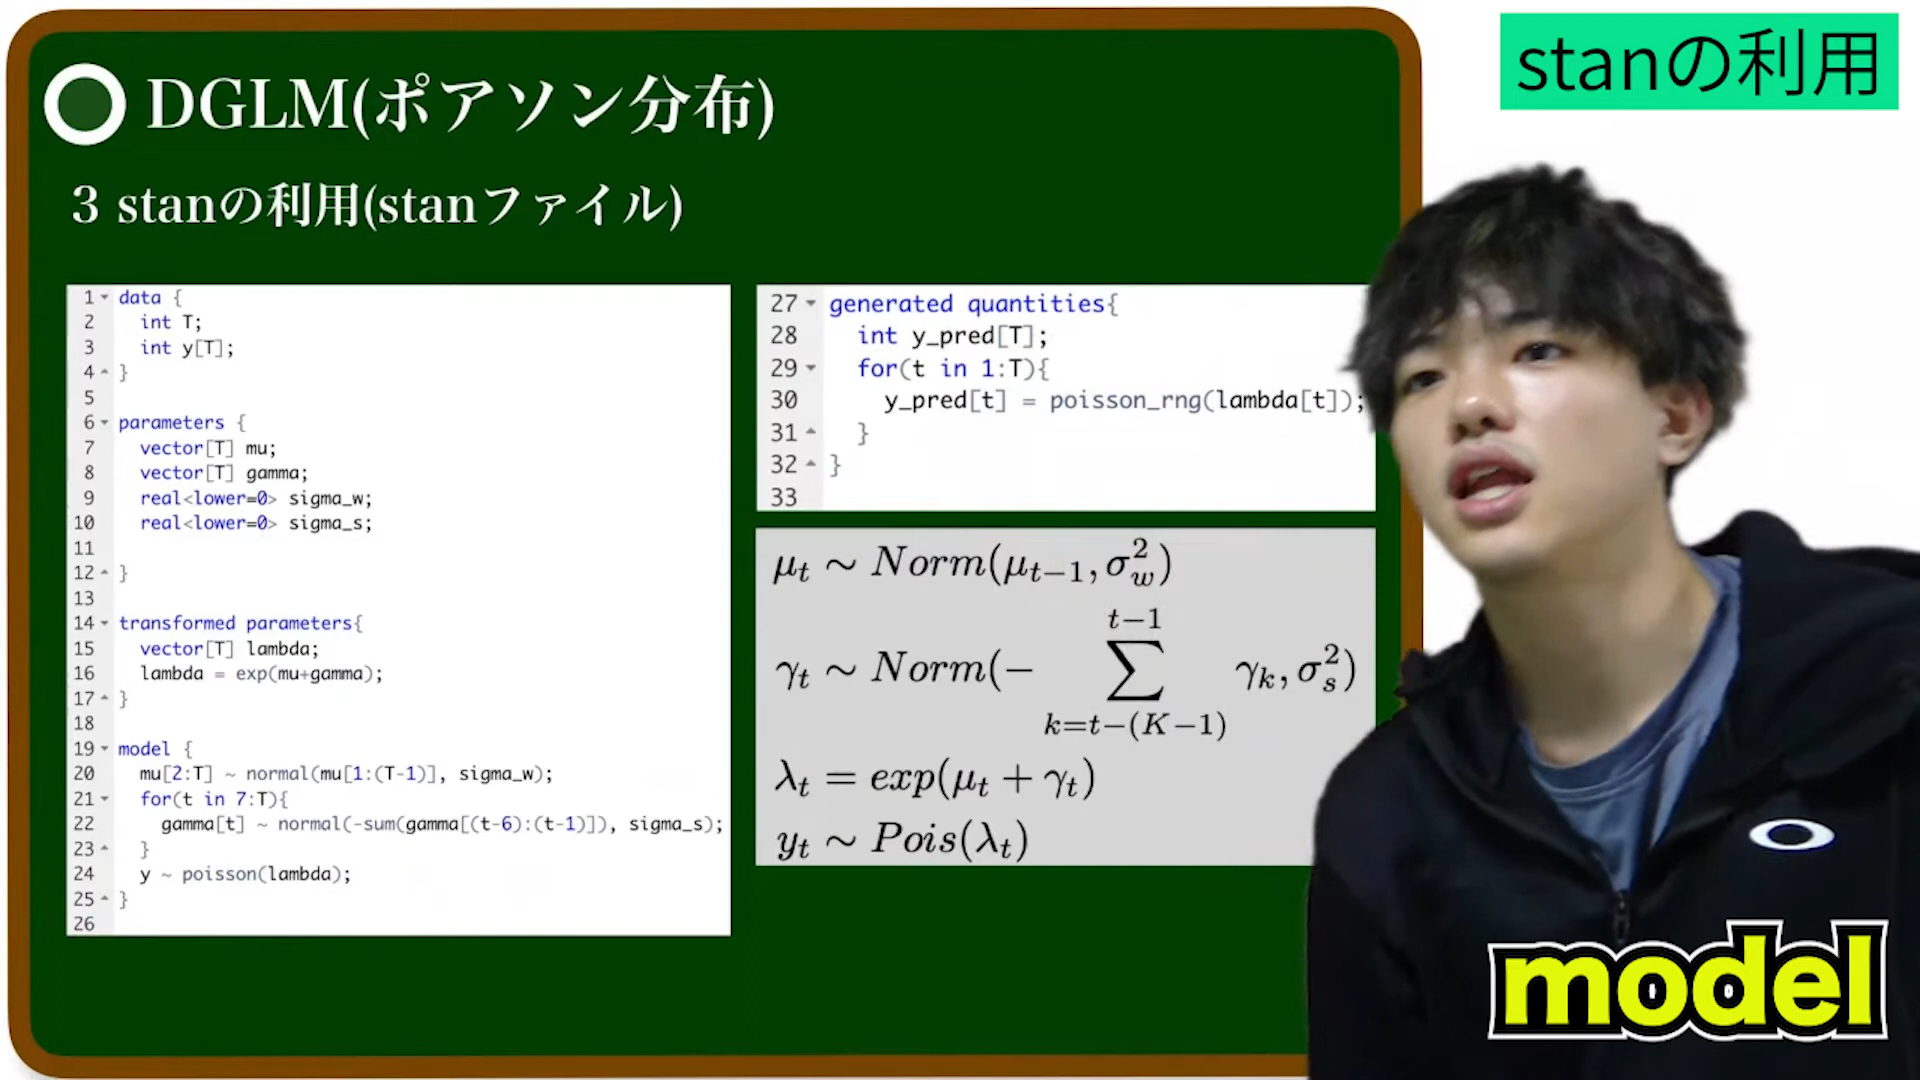 stanの利用
DGLM(ポアソン分布)
3 stanの利用(stanファイル)
1 data {
2 int T;
3 int y[T];
4 }
5
6 parameters {
7 vector[T] mu;
8 vector[T] gamma;
9 real<lower=0> sigma_w;
10 real<lower=0> sigma_s;
11
12 }
13
14 transformed parameters{
15 vector[T] lambda;
16 lambda = exp(mu+gamma);
17 }
18
19 model {
20 mu[2:T] ~ normal(mu[1:(T-1)], sigma_w);
21 for(t in 7:T){
22 gamma[t] ~ normal(-sum(gamma[(t-6):(t-1)]), sigma_s);
23 }
24 y ~ poisson(lambda);
25 }
26
27 generated quantities{
28 int y_pred[T];
29 for(t in 1:T){
30 y_pred[t] = poisson_rng(lambda[t]);
31 }
32 }
33
μ_t ∼ Norm(μ_{t−1}, σ_w^2)
γ_t ∼ Norm(− ∑_{k=t−(K−1)}^{t−1} γ_k, σ_s^2)
λ_t = exp(μ_t + γ_t)
y_t ∼ Pois(λ_t)
model